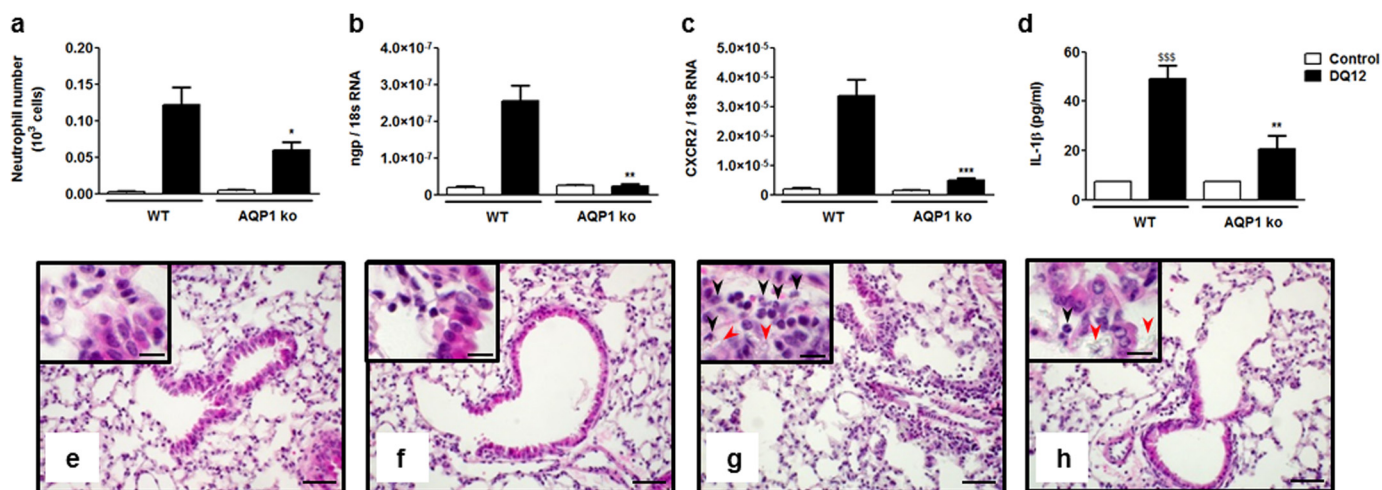 a
Neutrophil number
(10³ cells)
0.20
0.15
0.10
0.05
0.00
*
WT
AQP1 ko
b
ngp / 18s RNA
4.0×10⁻⁷
3.0×10⁻⁷
2.0×10⁻⁷
1.0×10⁻⁷
0
**
WT
AQP1 ko
c
CXCR2 / 18s RNA
5.0×10⁻⁵
4.0×10⁻⁵
3.0×10⁻⁵
2.0×10⁻⁵
1.0×10⁻⁵
0
***
WT
AQP1 ko
d
IL-1β (pg/ml)
60
40
20
0
$$$
**
WT
AQP1 ko
Control
DQ12
e
f
g
h